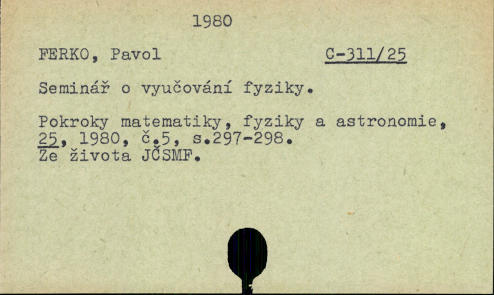 1980
FERKO, Pavol C-311/25
Seminář o vyučování fyziky.
Pokroky matematiky, fyziky a astronomie,
25, 1980, č.5, s.297-298.
Ze života JČSMF.